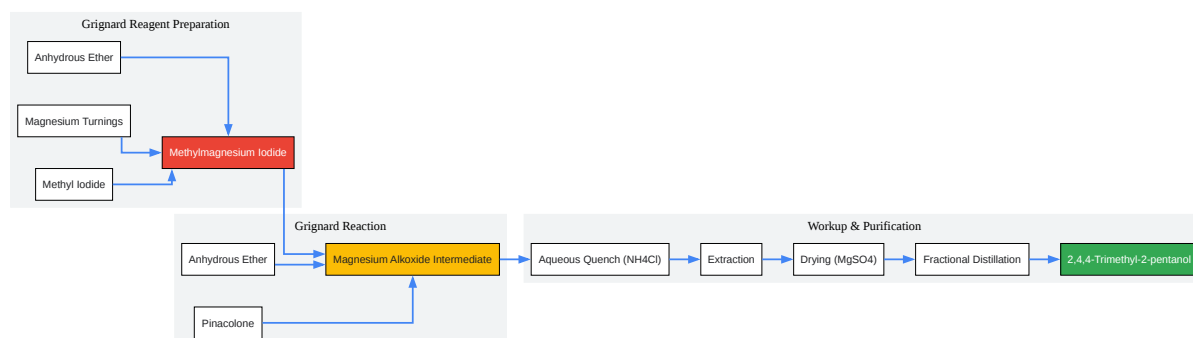 Grignard Reagent Preparation
Anhydrous Ether
Magnesium Turnings
Methylmagnesium Iodide
Methyl Iodide
Grignard Reaction
Anhydrous Ether
Magnesium Alkoxide Intermediate
Pinacolone
Workup & Purification
Aqueous Quench (NH4Cl)
Extraction
Drying (MgSO4)
Fractional Distillation
2,4,4-Trimethyl-2-pentanol